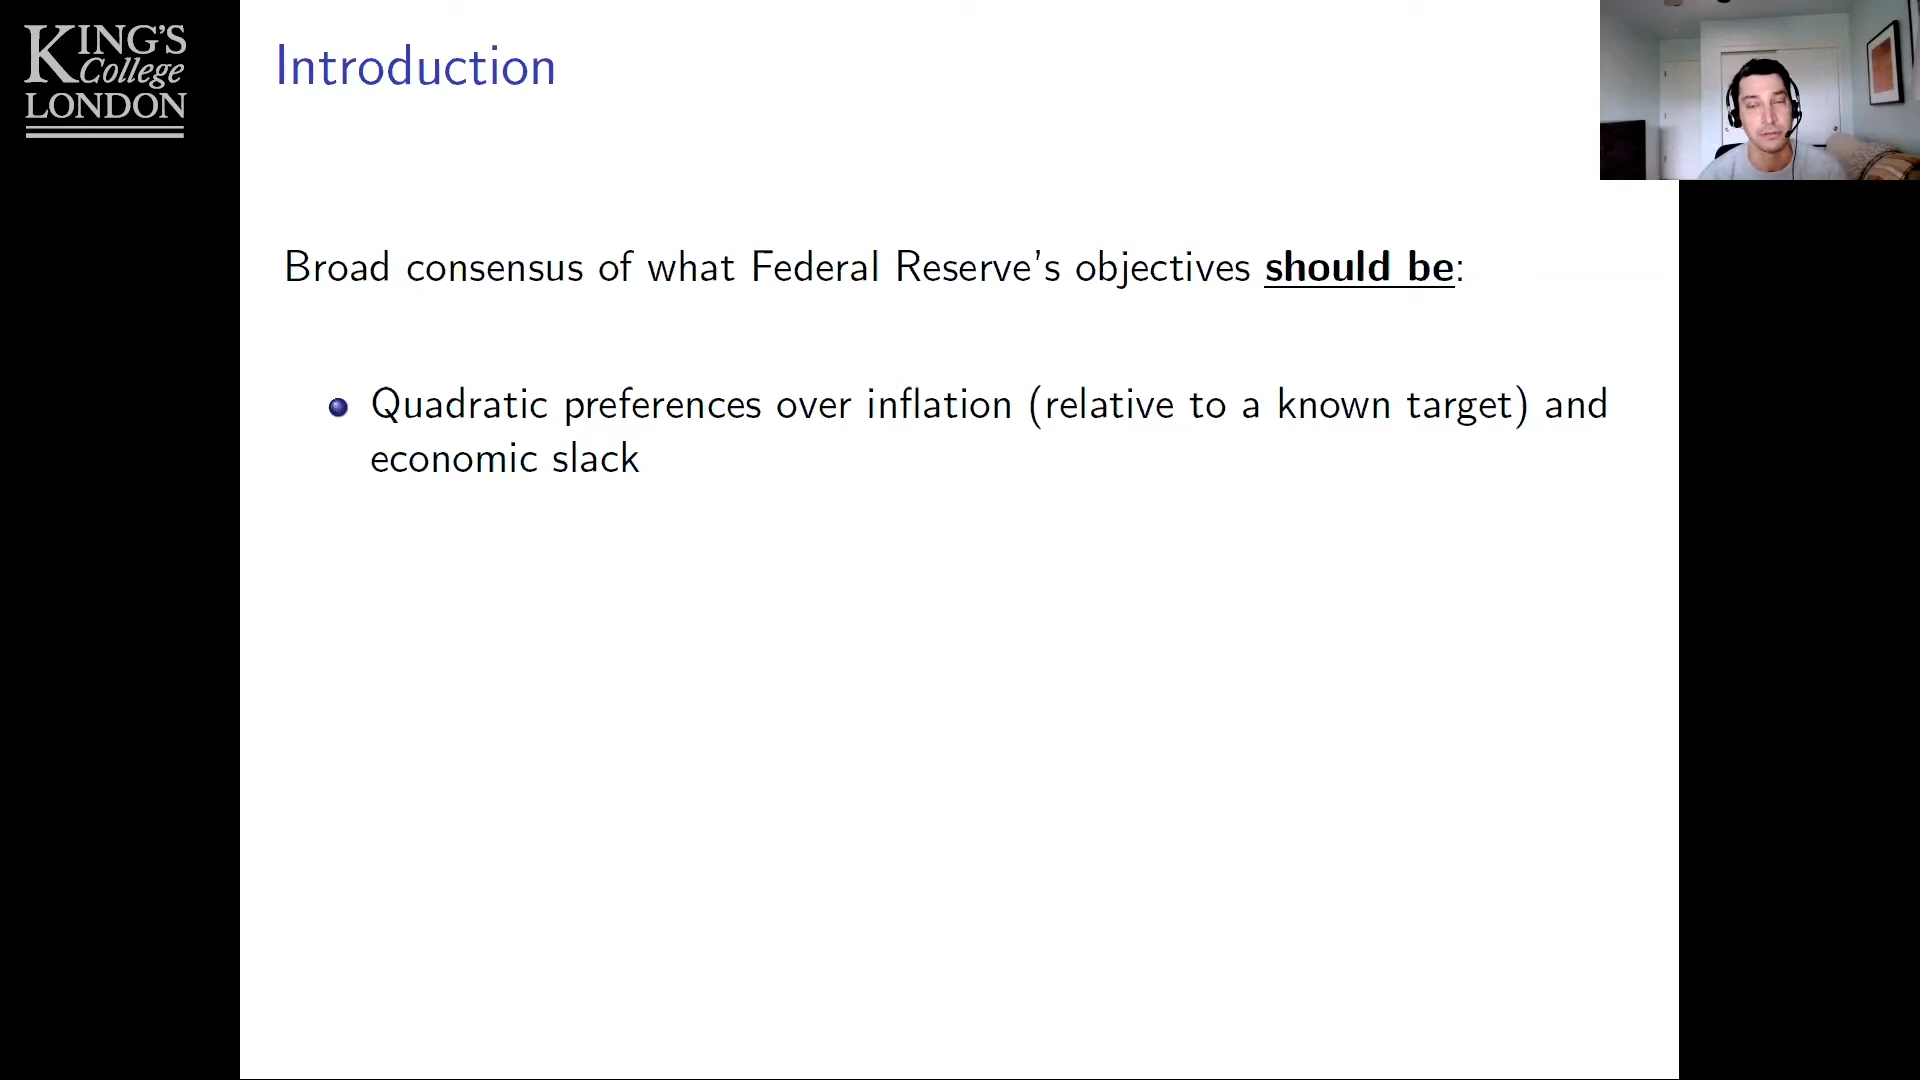 KING'S
College
LONDON
Introduction
Broad consensus of what Federal Reserve's objectives should be:
Quadratic preferences over inflation (relative to a known target) and
economic slack